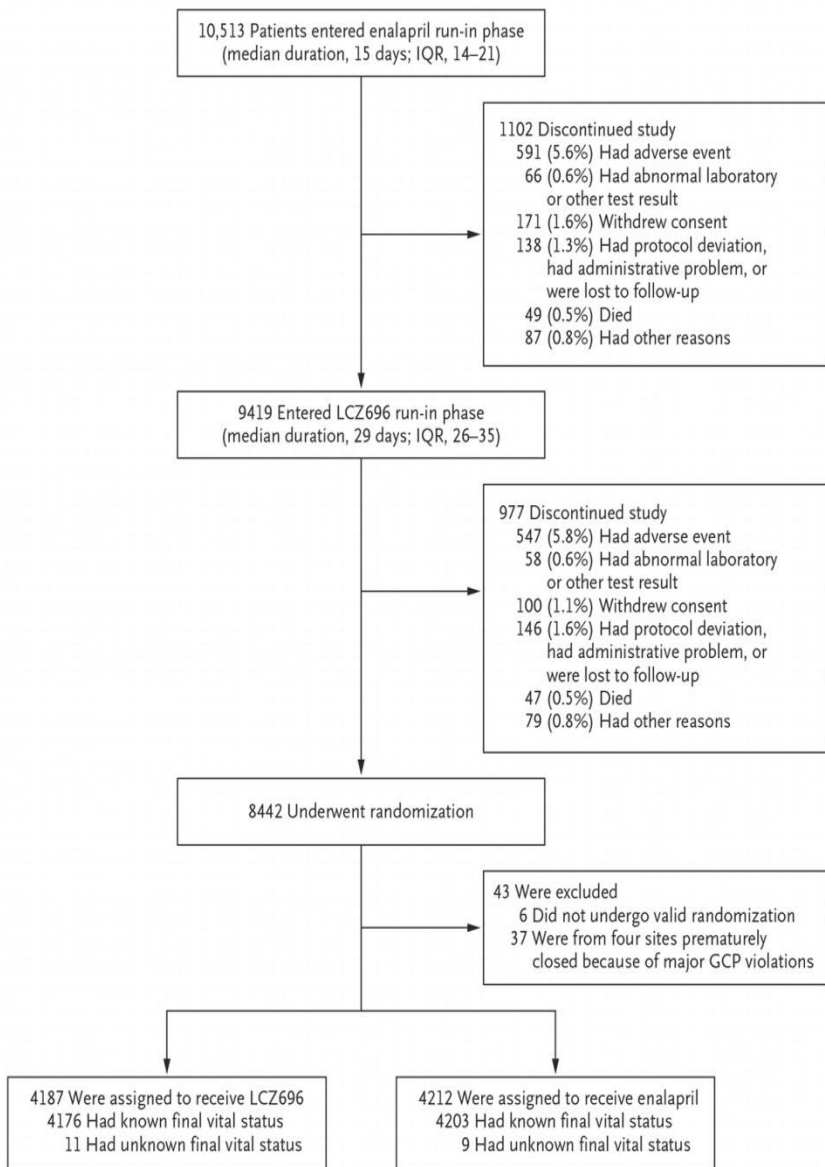 10,513 Patients entered enalapril run-in phase
(median duration, 15 days; IQR, 14–21)
1102 Discontinued study
591 (5.6%) Had adverse event
66 (0.6%) Had abnormal laboratory
or other test result
171 (1.6%) Withdrew consent
138 (1.3%) Had protocol deviation,
had administrative problem, or
were lost to follow-up
49 (0.5%) Died
87 (0.8%) Had other reasons
9419 Entered LCZ696 run-in phase
(median duration, 29 days; IQR, 26–35)
977 Discontinued study
547 (5.8%) Had adverse event
58 (0.6%) Had abnormal laboratory
or other test result
100 (1.1%) Withdrew consent
146 (1.6%) Had protocol deviation,
had administrative problem, or
were lost to follow-up
47 (0.5%) Died
79 (0.8%) Had other reasons
8442 Underwent randomization
43 Were excluded
6 Did not undergo valid randomization
37 Were from four sites prematurely
closed because of major GCP violations
4187 Were assigned to receive LCZ696
4176 Had known final vital status
11 Had unknown final vital status
4212 Were assigned to receive enalapril
4203 Had known final vital status
9 Had unknown final vital status